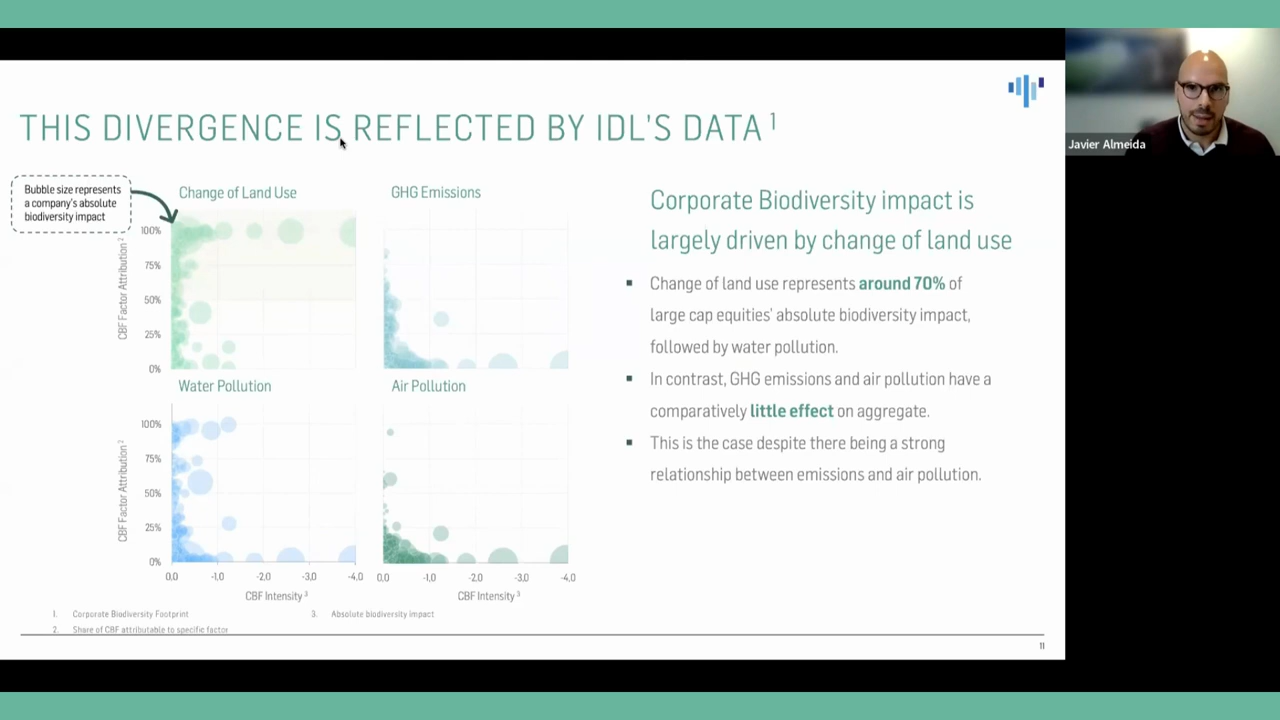 THIS DIVERGENCE IS REFLECTED BY IDL'S DATA 1
Bubble size represents
a company's absolute
biodiversity impact
Change of Land Use
GHG Emissions
CBF Factor Attribution 2
100%
75%
50%
25%
0%
Water Pollution
Air Pollution
CBF Factor Attribution 2
100%
75%
50%
25%
0%
0,0 -1,0 -2,0 -3,0 -4,0
0,0 -1,0 -2,0 -3,0 -4,0
CBF Intensity 3
CBF Intensity 3
1. Corporate Biodiversity Footprint
2. Share of CBF attributable to specific factor
3. Absolute biodiversity impact
Corporate Biodiversity impact is
largely driven by change of land use
▪ Change of land use represents around 70% of
large cap equities' absolute biodiversity impact,
followed by water pollution.
▪ In contrast, GHG emissions and air pollution have a
comparatively little effect on aggregate.
▪ This is the case despite there being a strong
relationship between emissions and air pollution.
11
Javier Almeida